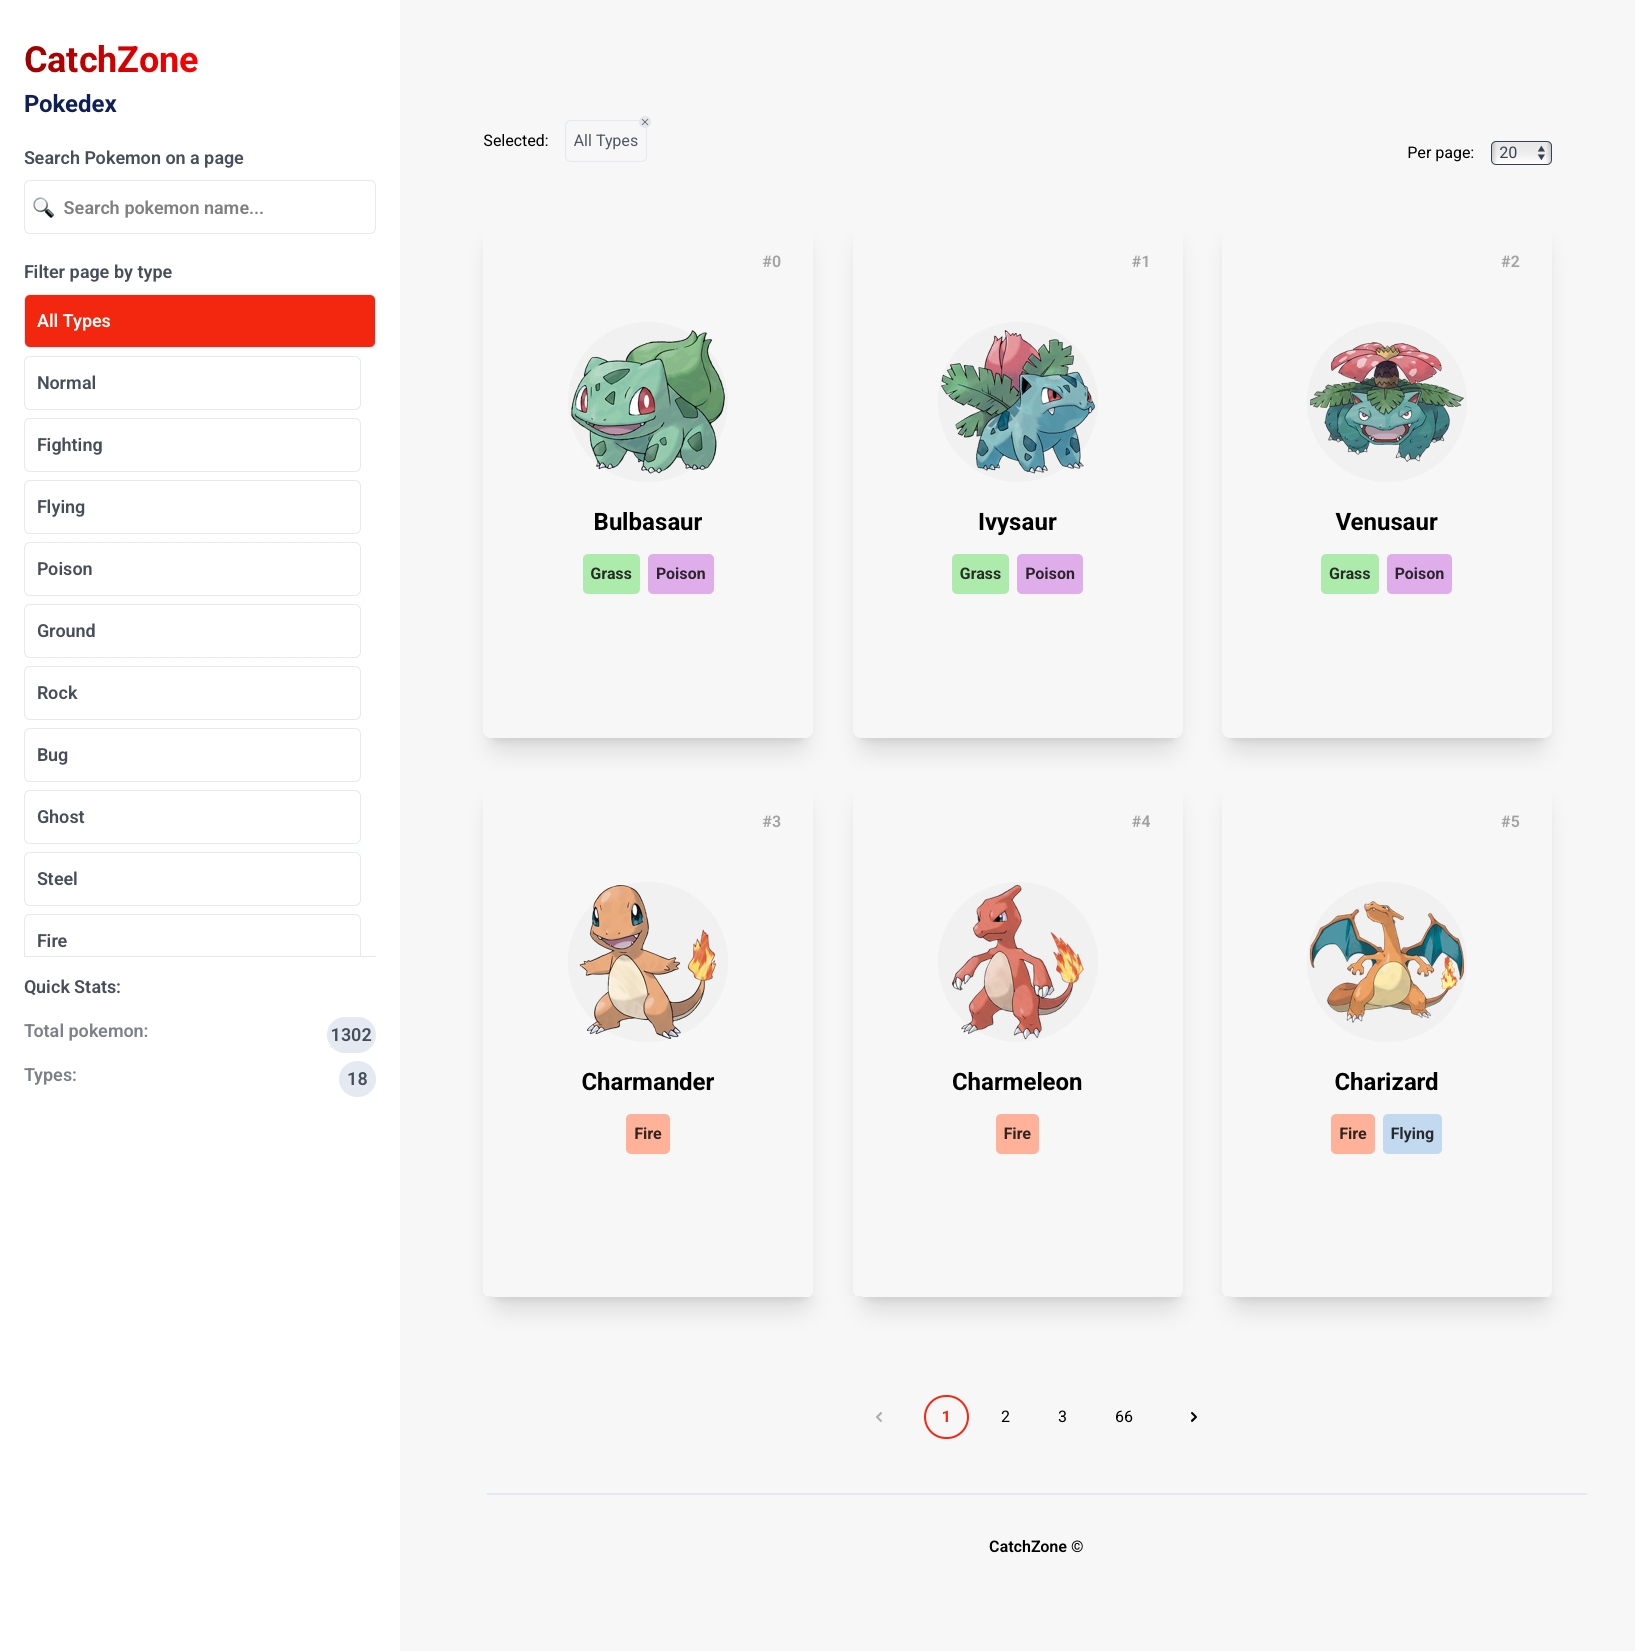 CatchZone
Pokedex
Search Pokemon on a page
Search pokemon name...
Filter page by type
All Types
Normal
Fighting
Flying
Poison
Ground
Rock
Bug
Ghost
Steel
Fire
Quick Stats:
Total pokemon: 1302
Types: 18
Selected: All Types ×
Per page: 20
#0
Bulbasaur
Grass Poison
#1
Ivysaur
Grass Poison
#2
Venusaur
Grass Poison
#3
Charmander
Fire
#4
Charmeleon
Fire
#5
Charizard
Fire Flying
1 2 3 66
CatchZone ©